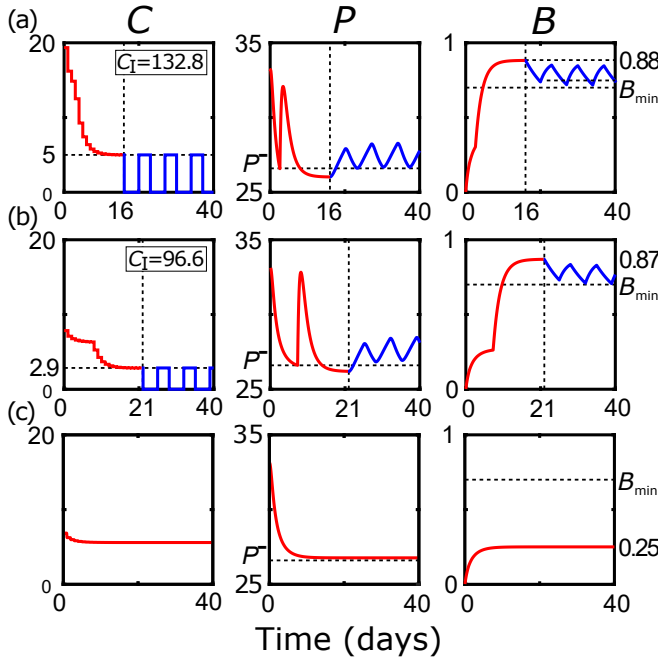 (a) C P B
20 35 1
C_I=132.8
0.88
B_min
5 P⁻
0 25 0
0 16 40 0 16 40 0 16 40
(b)
20 35 1
C_I=96.6
0.87
B_min
2.9 P⁻
0 25 0
0 21 40 0 21 40 0 21 40
(c)
20 35 1
B_min
0.25
P⁻
0 25 0
0 40 0 40 0 40
Time (days)